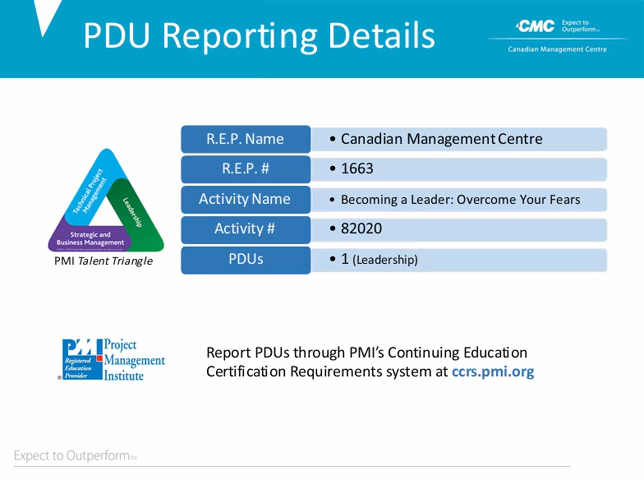 PDU Reporting Details
CMC
Expect to
Outperform™
Canadian Management Centre
R.E.P. Name
• Canadian Management Centre
R.E.P. #
• 1663
Activity Name
• Becoming a Leader: Overcome Your Fears
Activity #
• 82020
PDUs
• 1 (Leadership)
Technical Project
Management
Leadership
Strategic and
Business Management
PMI Talent Triangle
PMI
Registered
Education
Provider
®
Project
Management
Institute
Report PDUs through PMI’s Continuing Education
Certification Requirements system at ccrs.pmi.org
Expect to Outperform™